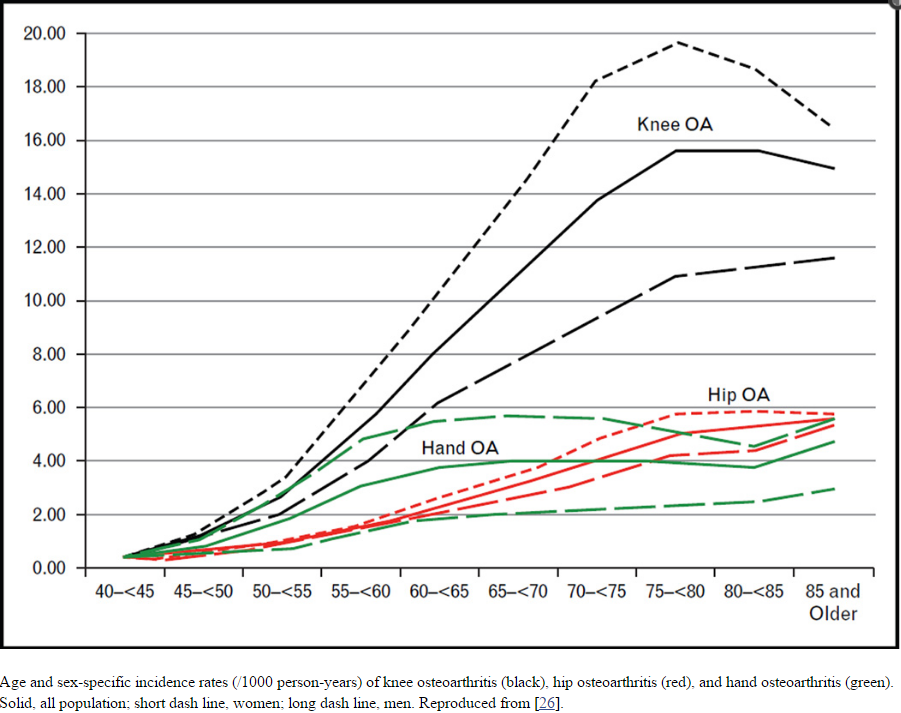 20.00
18.00
16.00
14.00
12.00
10.00
8.00
6.00
4.00
2.00
0.00
Knee OA
Hip OA
Hand OA
40–<45 45–<50 50–<55 55–<60 60–<65 65–<70 70–<75 75–<80 80–<85 85 and
Older
Age and sex-specific incidence rates (/1000 person-years) of knee osteoarthritis (black), hip osteoarthritis (red), and hand osteoarthritis (green).
Solid, all population; short dash line, women; long dash line, men. Reproduced from [26].